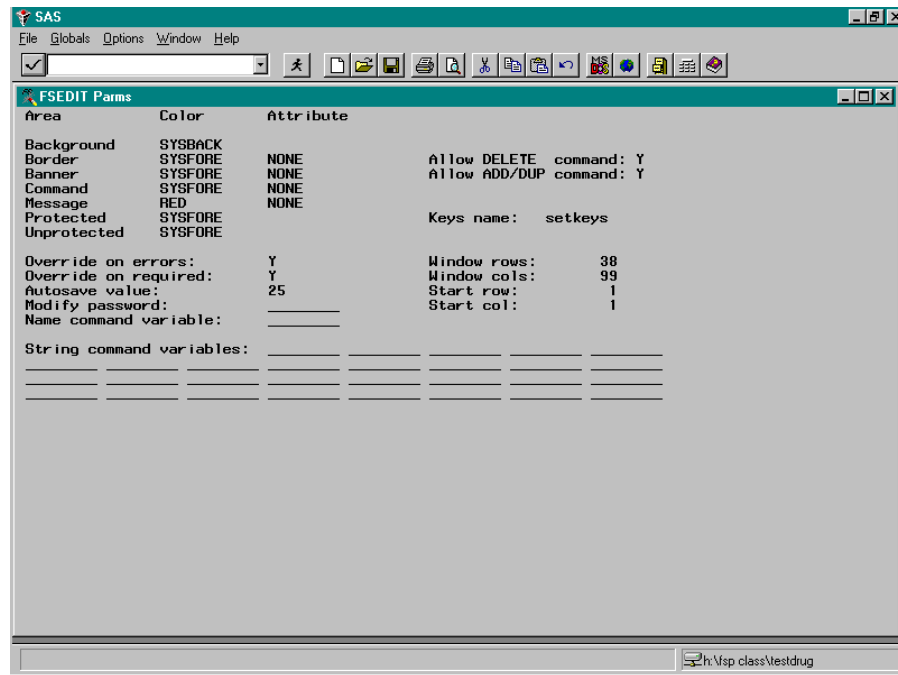 SAS
File Globals Options Window Help
FSEDIT Parms
Area Color Attribute
Background SYSBACK
Border SYSFORE NONE Allow DELETE command: Y
Banner SYSFORE NONE Allow ADD/DUP command: Y
Command SYSFORE NONE
Message RED NONE
Protected SYSFORE Keys name: setkeys
Unprotected SYSFORE
Override on errors: Y Window rows: 38
Override on required: Y Window cols: 99
Autosave value: 25 Start row: 1
Modify password: Start col: 1
Name command variable:
String command variables:
h:\fsp class\testdrug